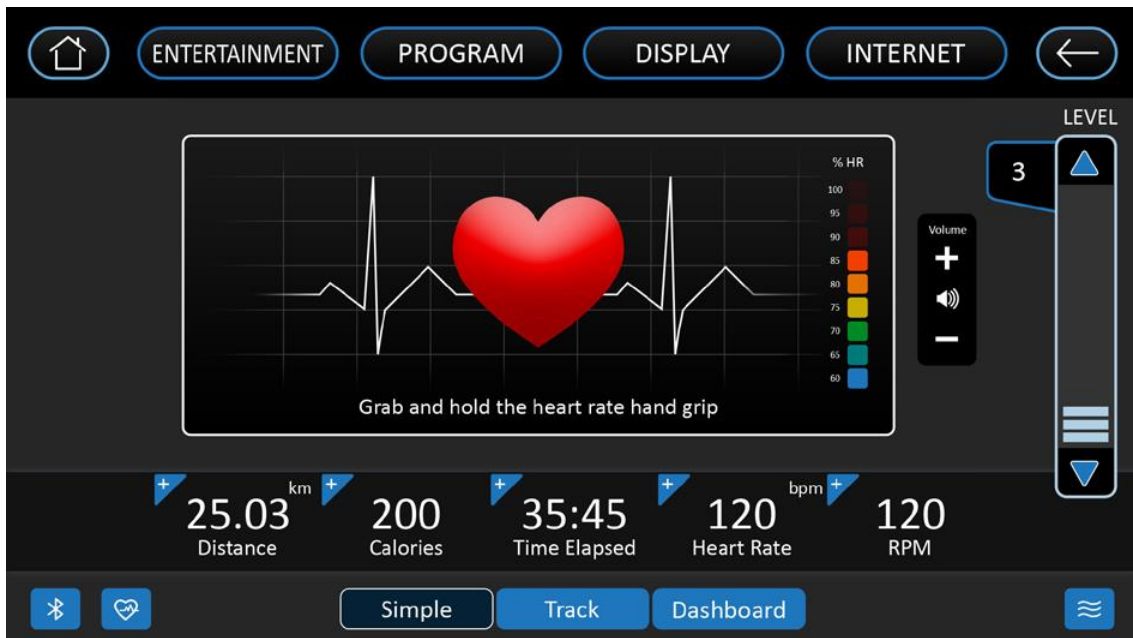 ENTERTAINMENT
PROGRAM
DISPLAY
INTERNET
LEVEL
3
% HR
100
95
90
85
80
75
70
65
60
Volume
Grab and hold the heart rate hand grip
25.03 km
Distance
200
Calories
35:45
Time Elapsed
120 bpm
Heart Rate
120
RPM
Simple
Track
Dashboard